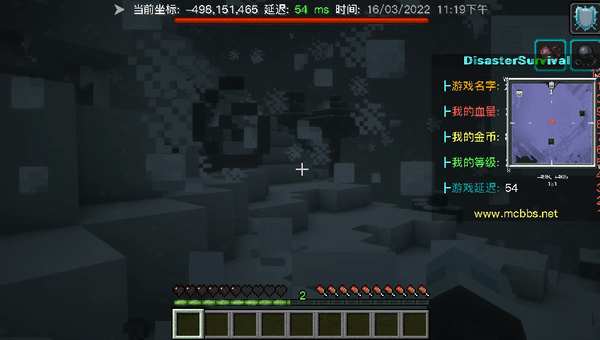 当前坐标: -498,151,465 延迟: 54 ms 时间: 16/03/2022 11:19下午
DisasterSurvival
游戏名字:
我的血量:
我的金币:
我的等级:
游戏延迟: 54
www.mcbbs.net
2